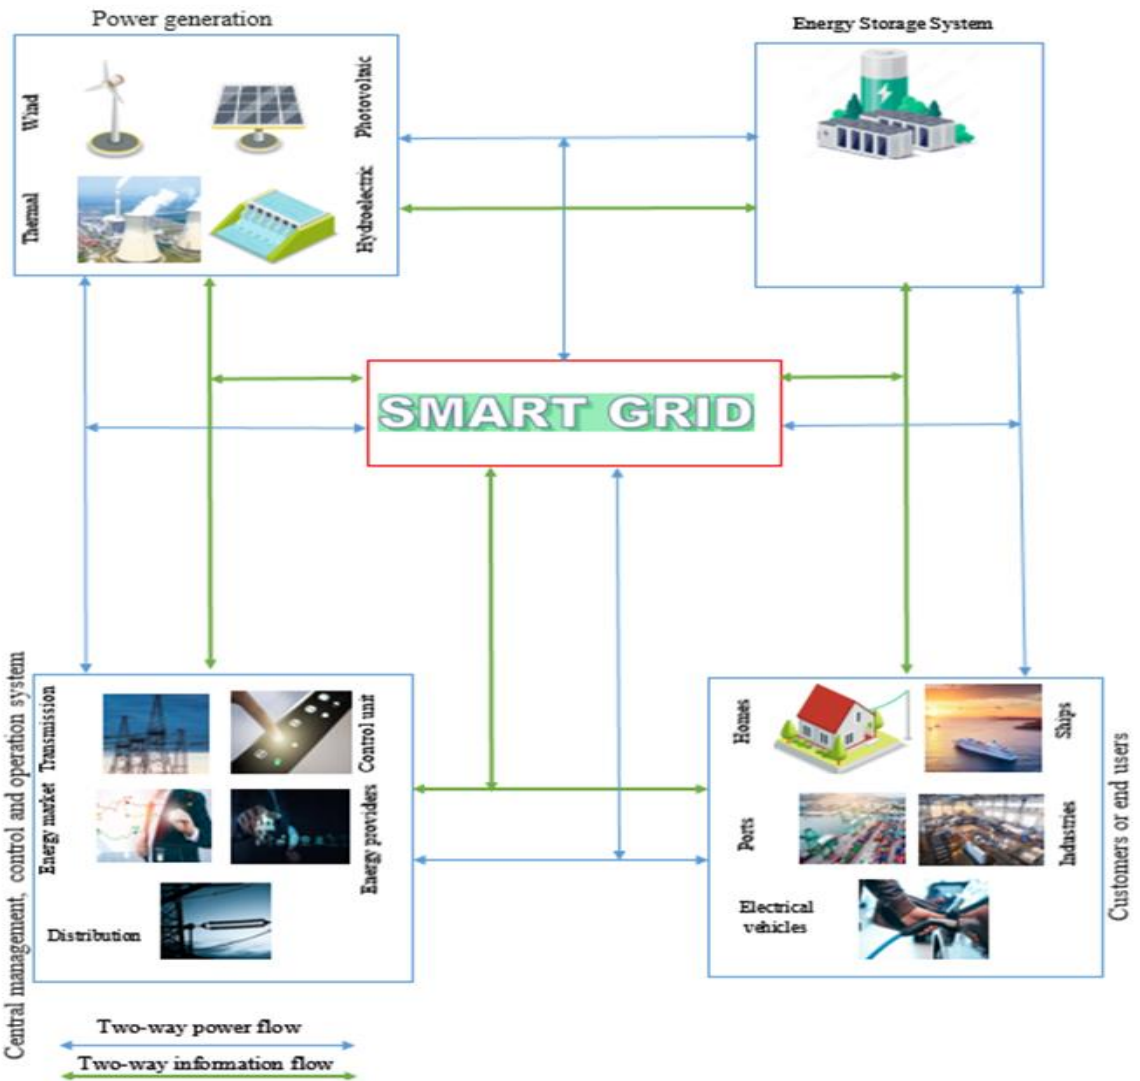 Power generation
Energy Storage System
Wind
Photovoltaic
Thermal
Hydroelectric
SMART GRID
Central management, control and operation system
Transmission
Control unit
Energy market
Energy providers
Distribution
Homes
Ships
Ports
Industries
Electrical
vehicles
Customers or end users
Two-way power flow
Two-way information flow